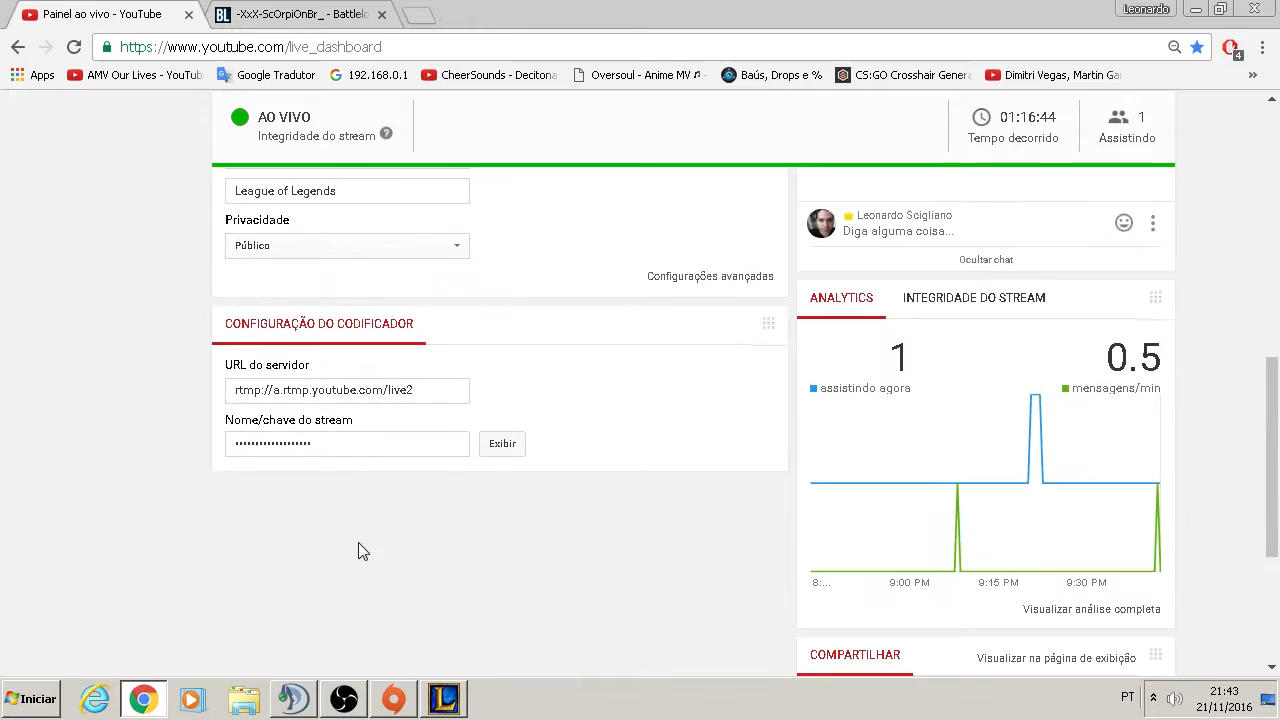 Painel ao vivo - YouTube
-XxX-ScOrpiOnBr_ - Battlelo
Leonardo
https://www.youtube.com/live_dashboard
4
Apps
AMV Our Lives - YouTub
Google Tradutor
192.168.0.1
CheerSounds - Decitona
Oversoul - Anime MV ♫ -
Baús, Drops e %
CS:GO Crosshair Genera
Dimitri Vegas, Martin Gar
AO VIVO
Integridade do stream ?
01:16:44
Tempo decorrido
1
Assistindo
League of Legends
Privacidade
Público
Configurações avançadas
CONFIGURAÇÃO DO CODIFICADOR
URL do servidor
rtmp://a.rtmp.youtube.com/live2
Nome/chave do stream
Exibir
Leonardo Scigliano
Diga alguma coisa...
Ocultar chat
ANALYTICS
INTEGRIDADE DO STREAM
1
assistindo agora
0.5
mensagens/min
8:...
9:00 PM
9:15 PM
9:30 PM
Visualizar análise completa
COMPARTILHAR
Visualizar na página de exibição
Iniciar
PT
21:43
21/11/2016